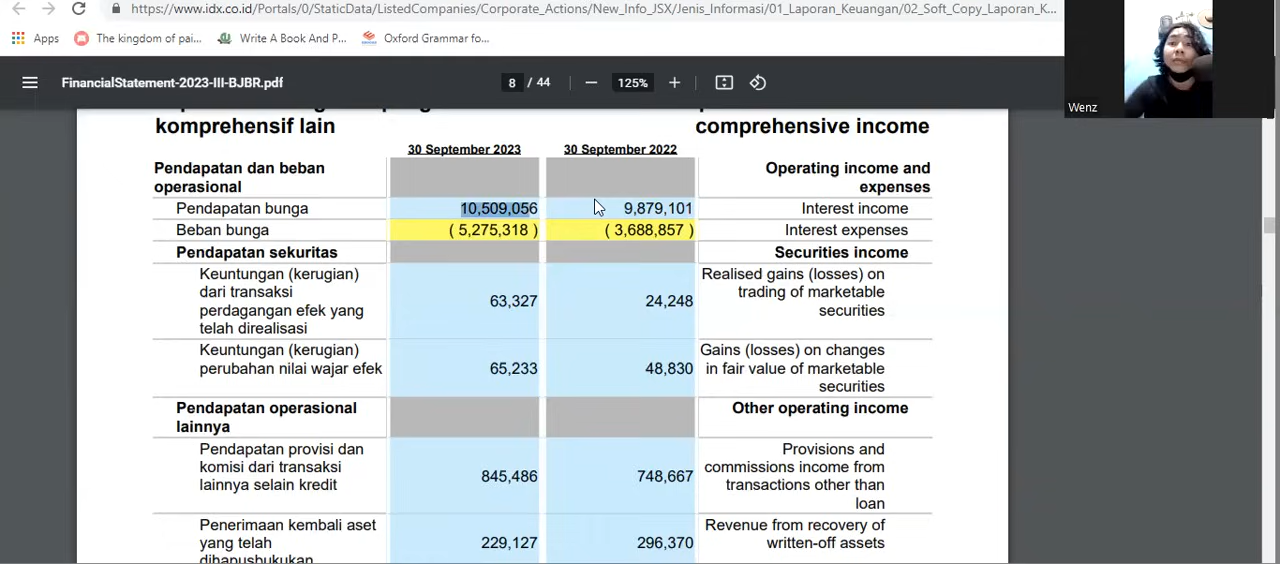 https://www.idx.co.id/Portals/0/StaticData/ListedCompanies/Corporate_Actions/New_Info_JSX/Jenis_Informasi/01_Laporan_Keuangan/02_Soft_Copy_Laporan_K...
Apps The kingdom of pai... Write A Book And P... Oxford Grammar fo...
Wenz
FinancialStatement-2023-III-BJBR.pdf 8 / 44 125%
komprehensif lain comprehensive income
30 September 2023 30 September 2022
Pendapatan dan beban Operating income and
operasional expenses
Pendapatan bunga 10,509,056 9,879,101 Interest income
Beban bunga ( 5,275,318 ) ( 3,688,857 ) Interest expenses
Pendapatan sekuritas Securities income
Keuntungan (kerugian) Realised gains (losses) on
dari transaksi trading of marketable
perdagangan efek yang 63,327 24,248 securities
telah direalisasi
Keuntungan (kerugian) Gains (losses) on changes
perubahan nilai wajar efek 65,233 48,830 in fair value of marketable
securities
Pendapatan operasional Other operating income
lainnya
Pendapatan provisi dan Provisions and
komisi dari transaksi commissions income from
lainnya selain kredit 845,486 748,667 transactions other than
loan
Penerimaan kembali aset Revenue from recovery of
yang telah 229,127 296,370 written-off assets
dihapusbukukan